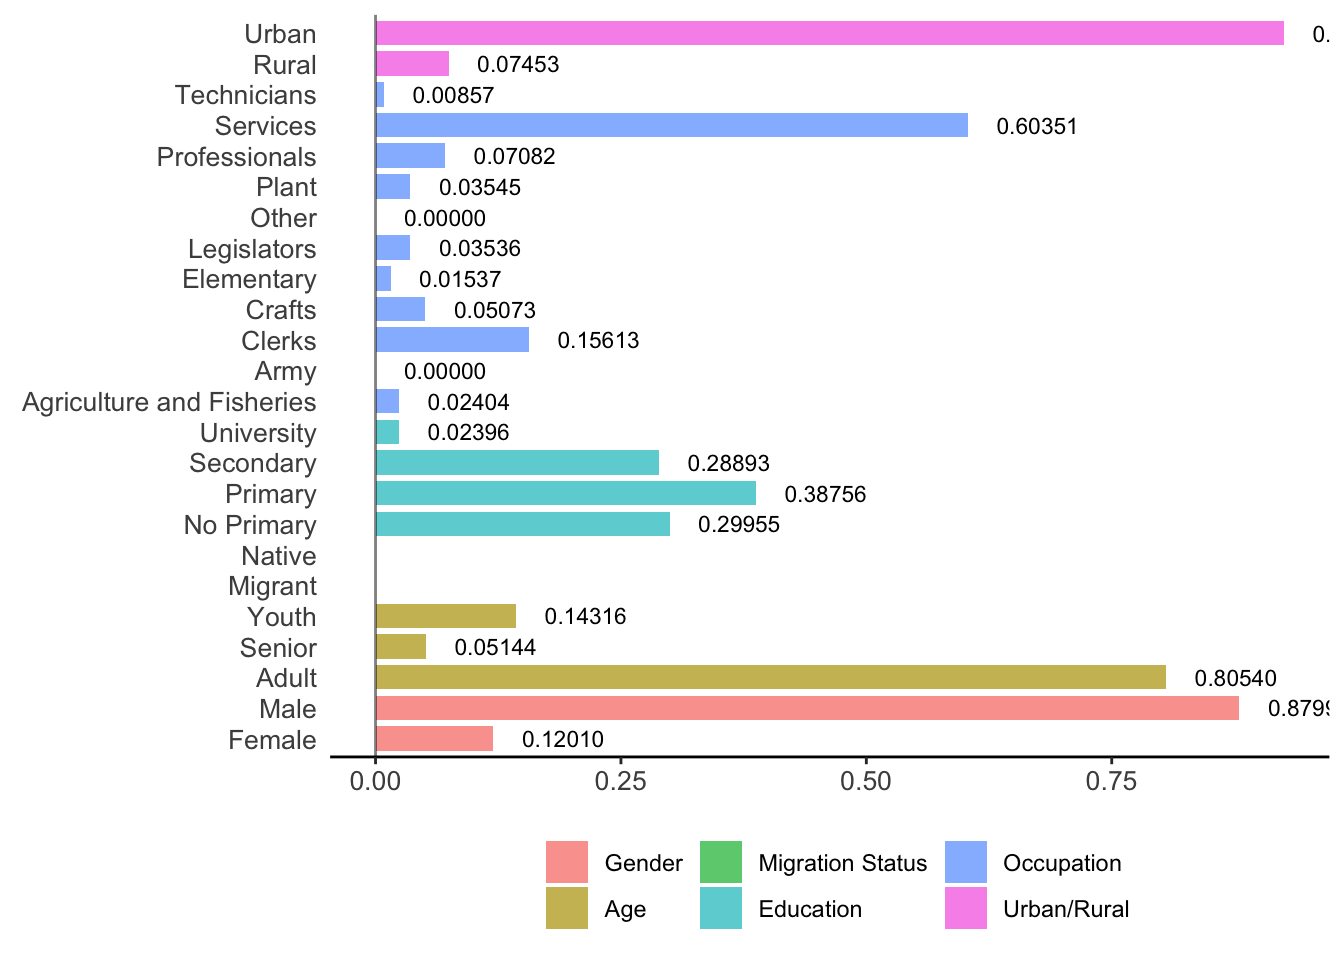 Urban 0.
Rural 0.07453
Technicians 0.00857
Services 0.60351
Professionals 0.07082
Plant 0.03545
Other 0.00000
Legislators 0.03536
Elementary 0.01537
Crafts 0.05073
Clerks 0.15613
Army 0.00000
Agriculture and Fisheries 0.02404
University 0.02396
Secondary 0.28893
Primary 0.38756
No Primary 0.29955
Native
Migrant
Youth 0.14316
Senior 0.05144
Adult 0.80540
Male 0.879
Female 0.12010
0.00 0.25 0.50 0.75
Gender Migration Status Occupation
Age Education Urban/Rural